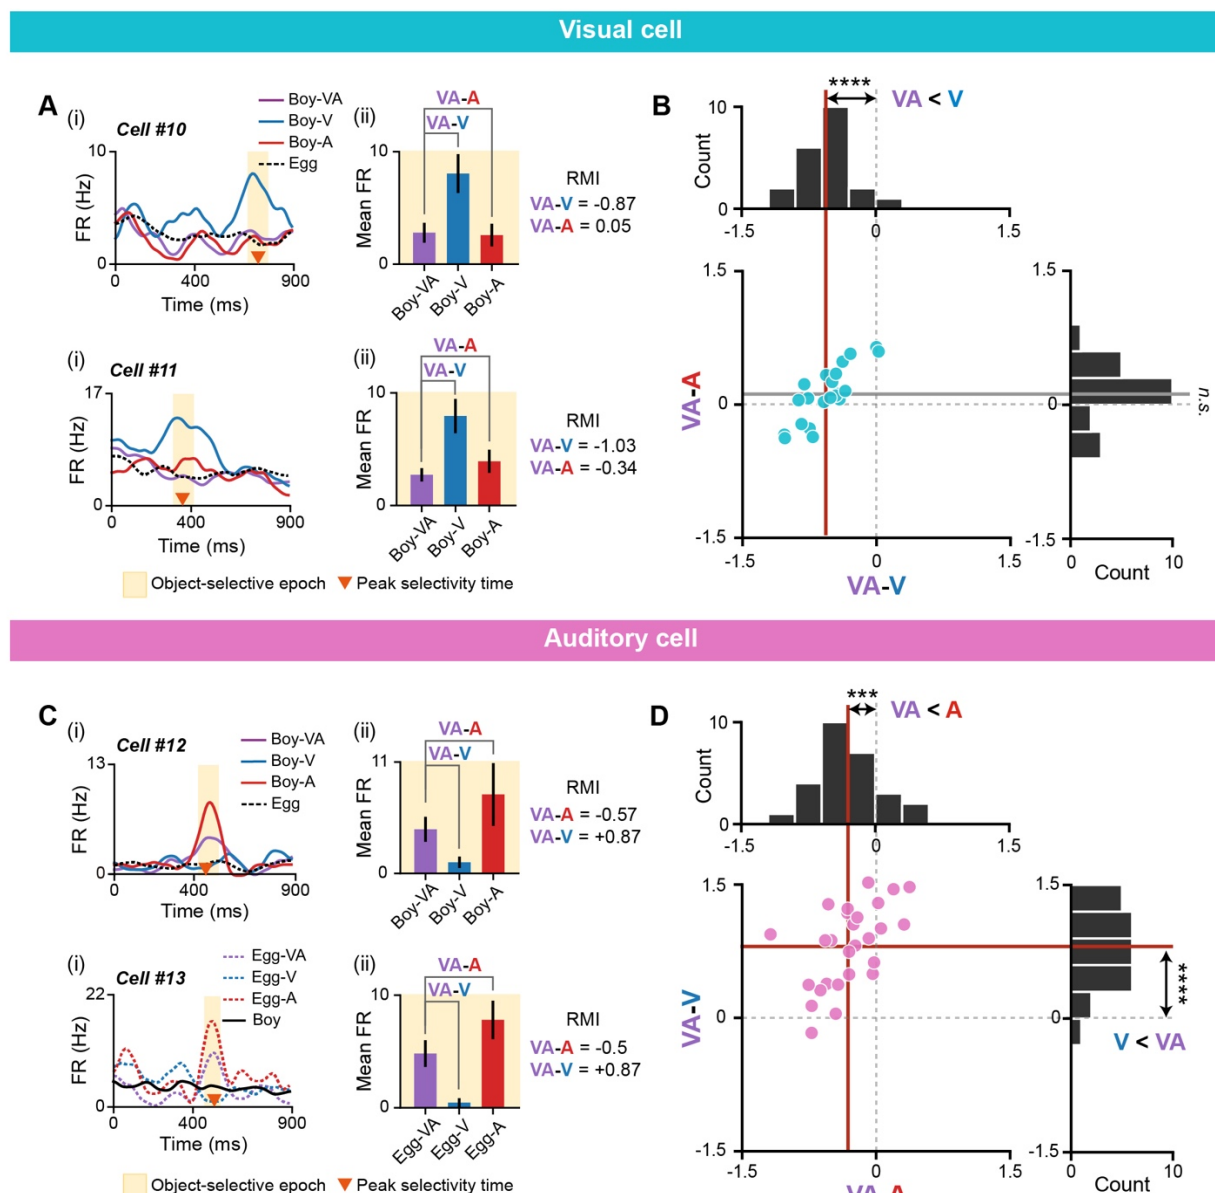 Visual cell
A
(i)
Cell #10
Boy-VA
Boy-V
Boy-A
Egg
10
0
FR (Hz)
0
400
900
Time (ms)
(ii)
VA-A
VA-V
10
0
Mean FR
Boy-VA
Boy-V
Boy-A
RMI
VA-V = -0.87
VA-A = 0.05
(i)
Cell #11
17
0
FR (Hz)
0
400
900
Time (ms)
(ii)
VA-A
VA-V
10
0
Mean FR
Boy-VA
Boy-V
Boy-A
RMI
VA-V = -1.03
VA-A = -0.34
Object-selective epoch
Peak selectivity time
B
****
VA < V
10
0
Count
-1.5
0
1.5
1.5
0
-1.5
VA-A
-1.5
0
1.5
VA-V
1.5
0
-1.5
n.s.
0
10
Count
Auditory cell
C
(i)
Cell #12
Boy-VA
Boy-V
Boy-A
Egg
13
0
FR (Hz)
0
400
900
Time (ms)
(ii)
VA-A
VA-V
11
0
Mean FR
Boy-VA
Boy-V
Boy-A
RMI
VA-A = -0.57
VA-V = +0.87
(i)
Cell #13
Egg-VA
Egg-V
Egg-A
Boy
22
0
FR (Hz)
0
400
900
Time (ms)
(ii)
VA-A
VA-V
10
0
Mean FR
Egg-VA
Egg-V
Egg-A
RMI
VA-A = -0.5
VA-V = +0.87
Object-selective epoch
Peak selectivity time
D
***
VA < A
10
0
Count
-1.5
0
1.5
1.5
0
-1.5
VA-V
-1.5
0
1.5
VA-A
1.5
0
-1.5
****
V < VA
0
10
Count